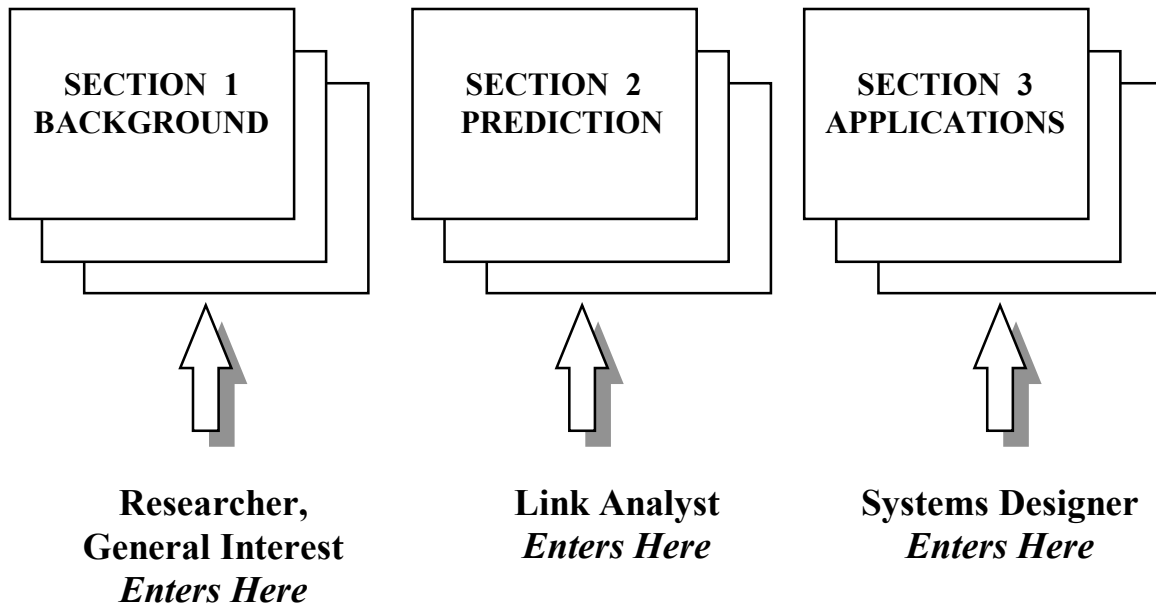 SECTION 1
BACKGROUND
SECTION 2
PREDICTION
SECTION 3
APPLICATIONS
Researcher,
General Interest
Enters Here
Link Analyst
Enters Here
Systems Designer
Enters Here